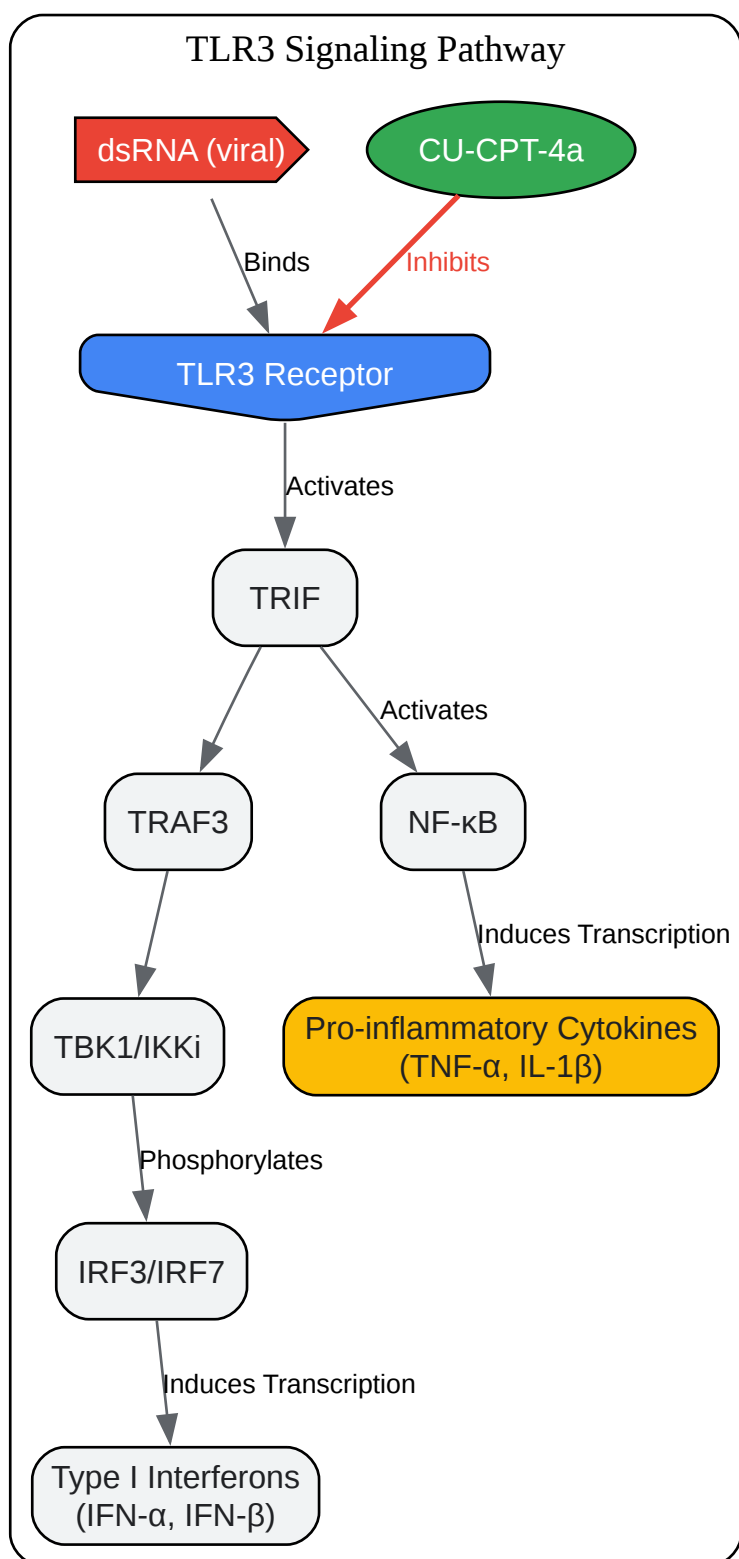 TLR3 Signaling Pathway
dsRNA (viral)
CU-CPT-4a
Binds
Inhibits
TLR3 Receptor
Activates
TRIF
Activates
TRAF3
NF-κB
Induces Transcription
TBK1/IKKi
Pro-inflammatory Cytokines
(TNF-α, IL-1β)
Phosphorylates
IRF3/IRF7
Induces Transcription
Type I Interferons
(IFN-α, IFN-β)